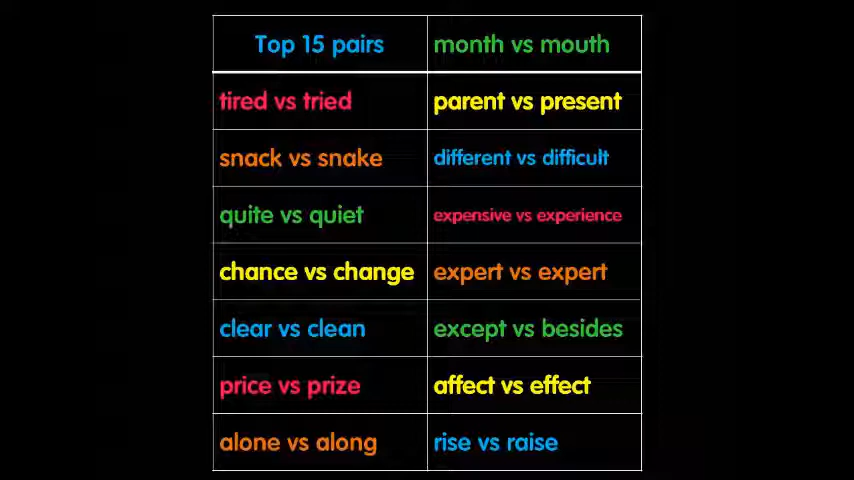 Top 15 pairs
month vs mouth
tired vs tried
parent vs present
snack vs snake
different vs difficult
quite vs quiet
expensive vs experience
chance vs change
expert vs expert
clear vs clean
except vs besides
price vs prize
affect vs effect
alone vs along
rise vs raise